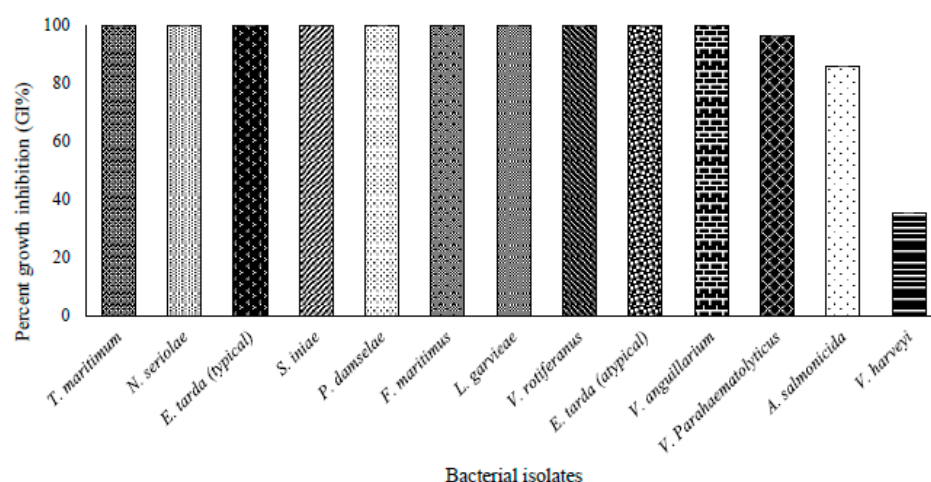 Percent growth inhibition (GI%)
100
80
60
40
20
0
T. maritimum
N. seriolae
E. tarda (typical)
S. iniae
P. damselae
F. maritimus
L. garvieae
V. rotiferanus
E. tarda (atypical)
V. anguillarium
V. Parahaematolyticus
A. salmonicida
V. harveyi
Bacterial isolates